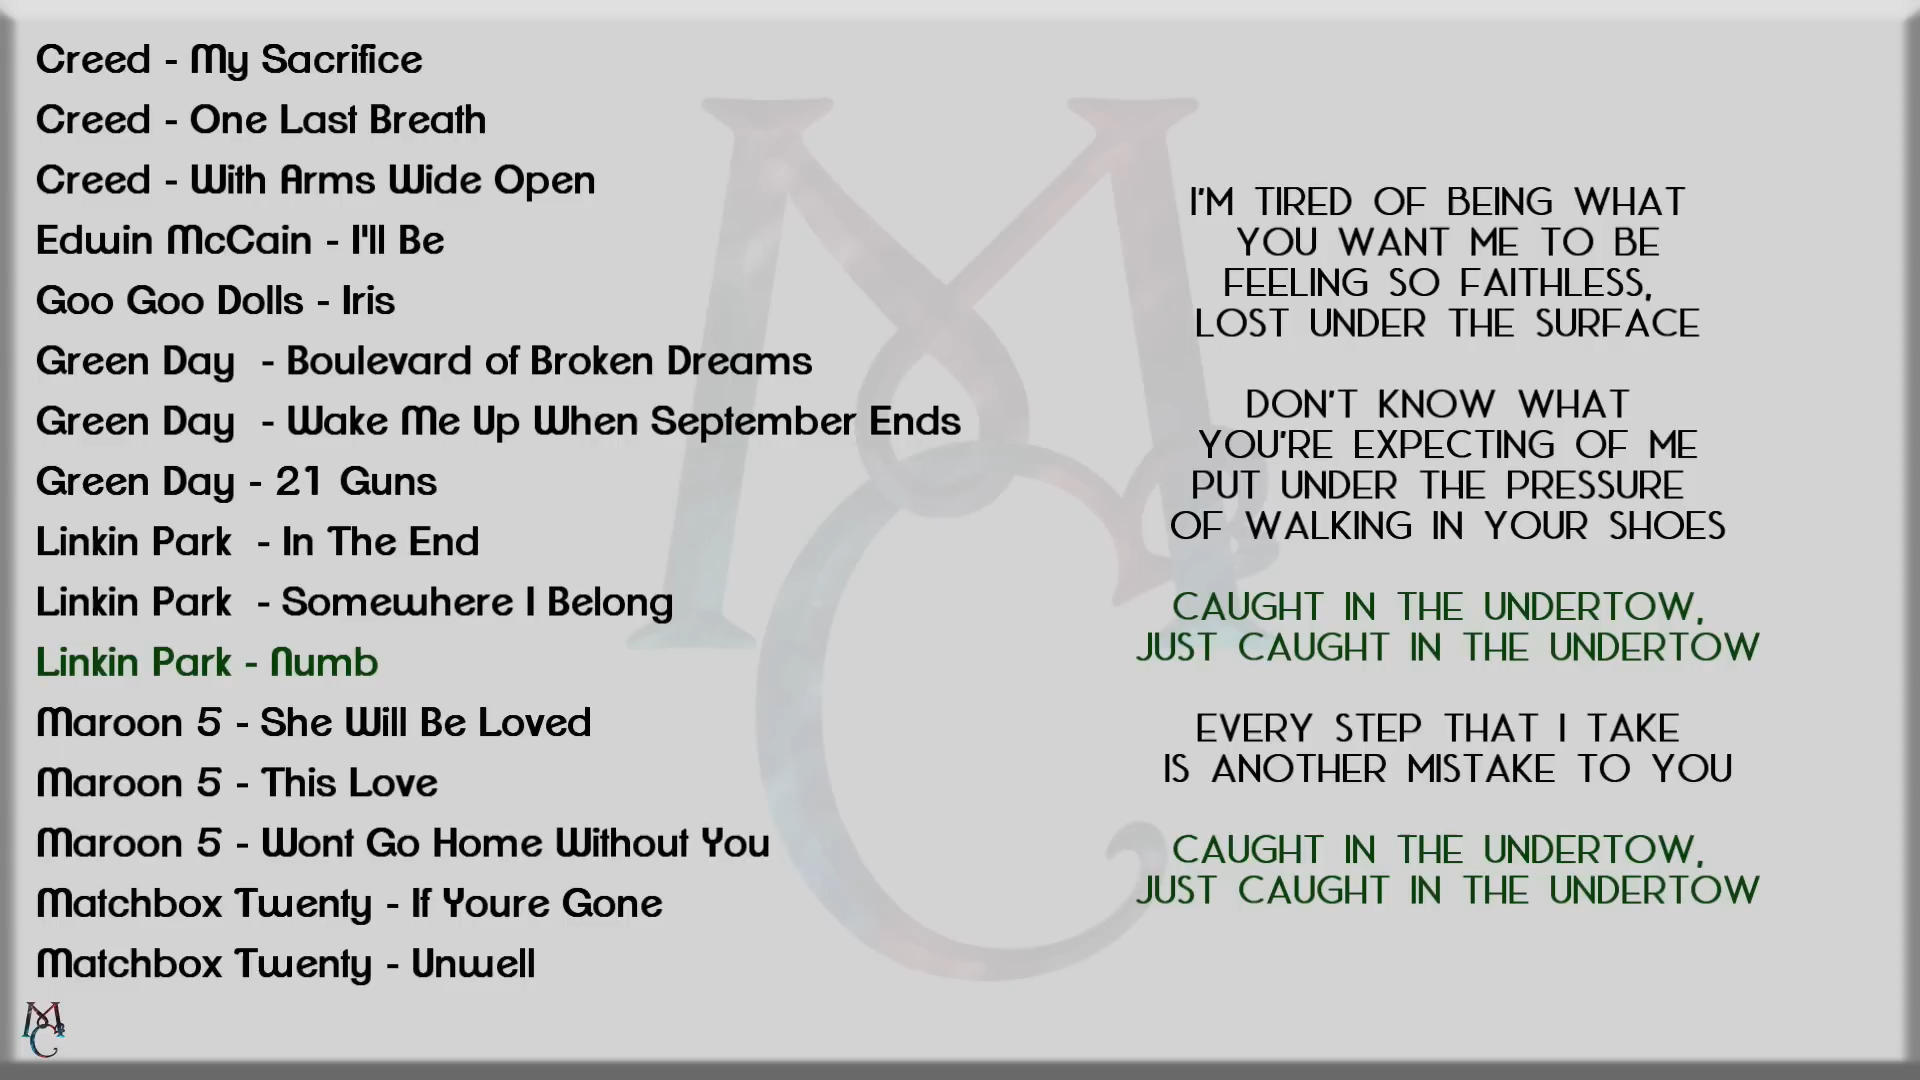 Creed - My Sacrifice
Creed - One Last Breath
Creed - With Arms Wide Open
Edwin McCain - I'll Be
Goo Goo Dolls - Iris
Green Day  - Boulevard of Broken Dreams
Green Day  - Wake Me Up When September Ends
Green Day - 21 Guns
Linkin Park  - In The End
Linkin Park  - Somewhere I Belong
Linkin Park - Numb
Maroon 5 - She Will Be Loved
Maroon 5 - This Love
Maroon 5 - Wont Go Home Without You
Matchbox Twenty - If Youre Gone
Matchbox Twenty - Unwell
I'M TIRED OF BEING WHAT
YOU WANT ME TO BE
FEELING SO FAITHLESS,
LOST UNDER THE SURFACE
DON'T KNOW WHAT
YOU'RE EXPECTING OF ME
PUT UNDER THE PRESSURE
OF WALKING IN YOUR SHOES
CAUGHT IN THE UNDERTOW,
JUST CAUGHT IN THE UNDERTOW
EVERY STEP THAT I TAKE
IS ANOTHER MISTAKE TO YOU
CAUGHT IN THE UNDERTOW,
JUST CAUGHT IN THE UNDERTOW
MC